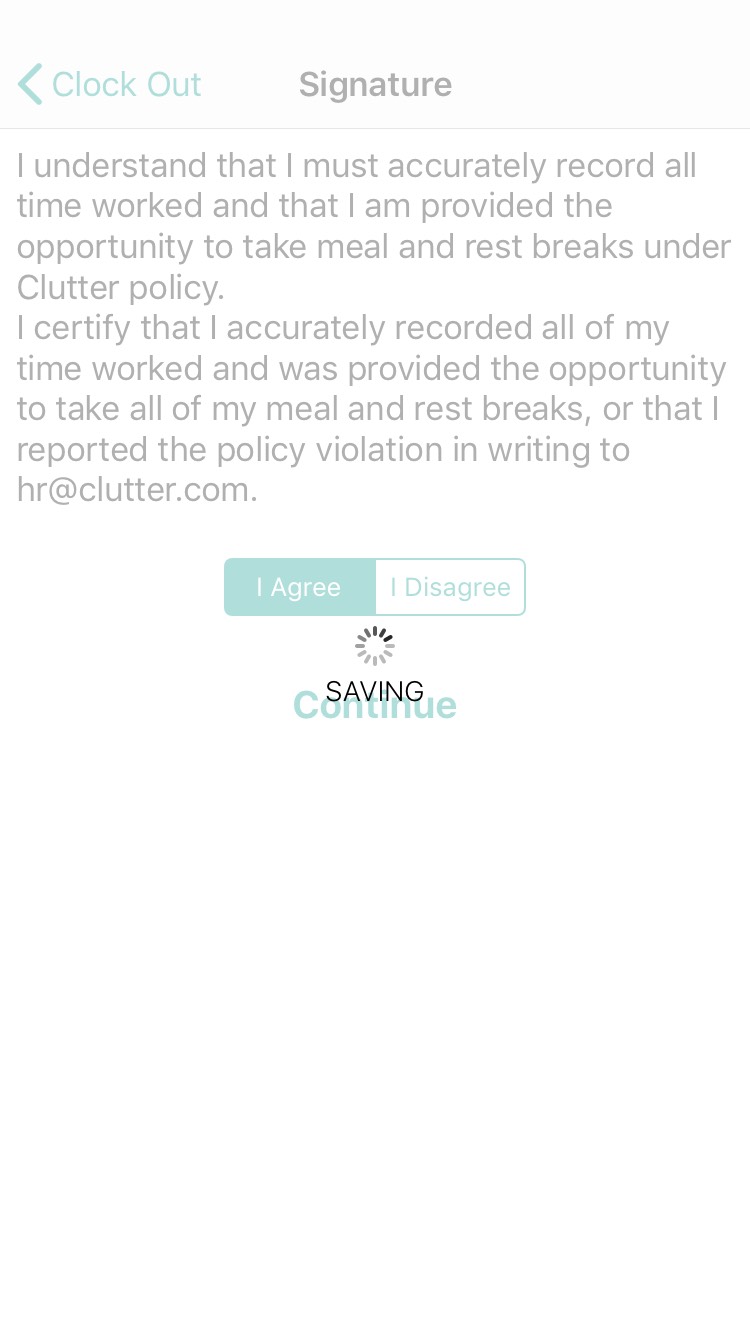 Clock Out
Signature
I understand that I must accurately record all
time worked and that I am provided the
opportunity to take meal and rest breaks under
Clutter policy.
I certify that I accurately recorded all of my
time worked and was provided the opportunity
to take all of my meal and rest breaks, or that I
reported the policy violation in writing to
hr@clutter.com.
I Agree
I Disagree
SAVING
Continue